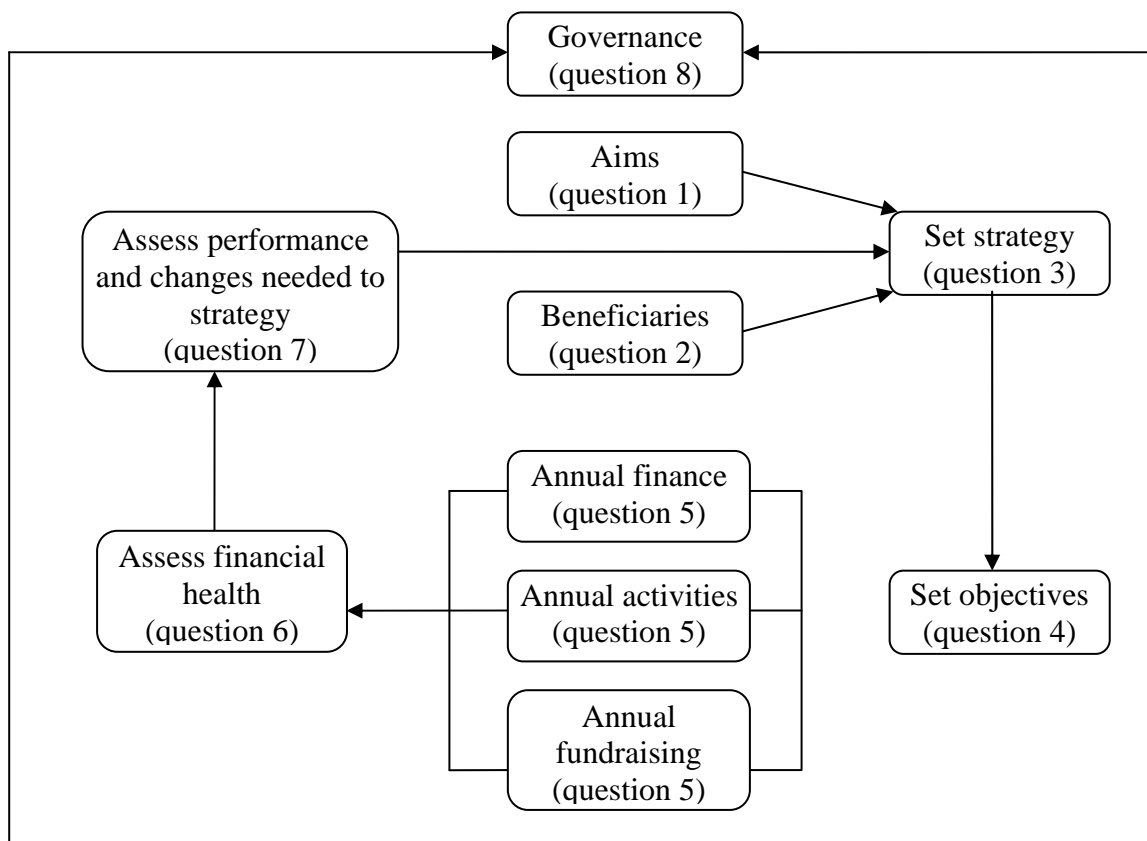 Governance
(question 8)
Aims
(question 1)
Assess performance
and changes needed to
strategy
(question 7)
Set strategy
(question 3)
Beneficiaries
(question 2)
Annual finance
(question 5)
Assess financial
health
(question 6)
Annual activities
(question 5)
Set objectives
(question 4)
Annual
fundraising
(question 5)